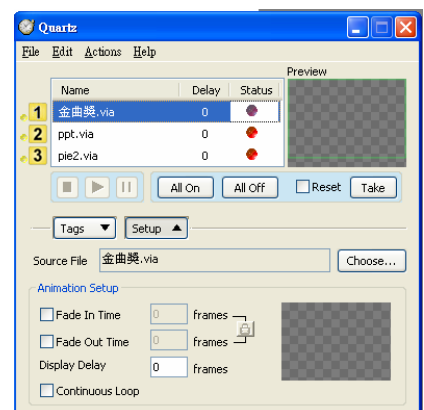 Quartz
File Edit Actions Help
Preview
Name Delay Status
1 金曲獎.via 0
2 ppt.via 0
3 pie2.via 0
All On All Off Reset Take
Tags Setup
Source File 金曲獎.via Choose...
Animation Setup
Fade In Time 0 frames
Fade Out Time 0 frames
Display Delay 0 frames
Continuous Loop